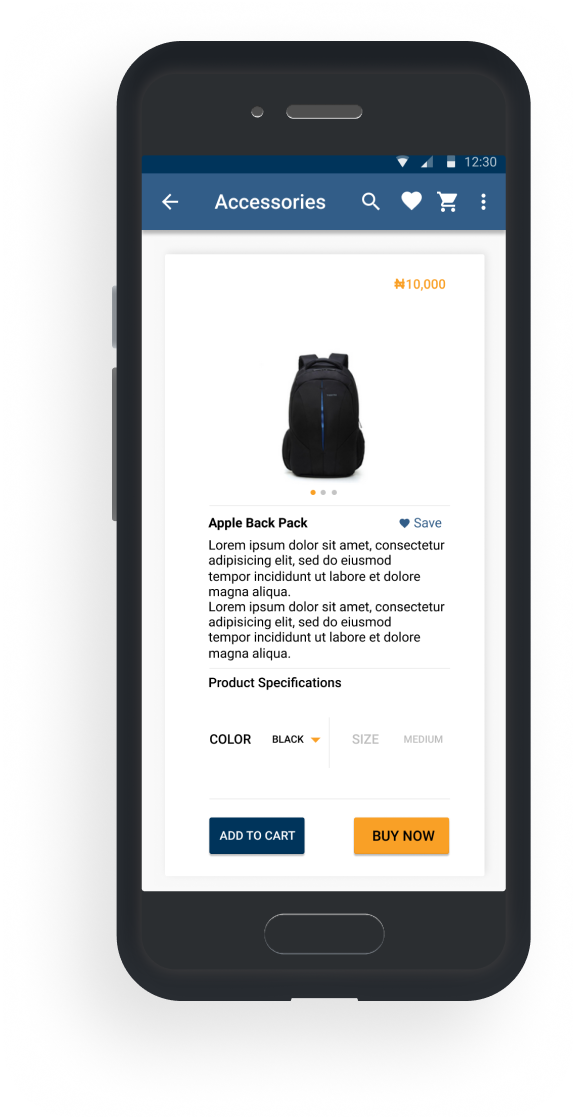 12:30
Accessories
₦10,000
Apple Back Pack
Save
Lorem ipsum dolor sit amet, consectetur
adipisicing elit, sed do eiusmod
tempor incididunt ut labore et dolore
magna aliqua.
Lorem ipsum dolor sit amet, consectetur
adipisicing elit, sed do eiusmod
tempor incididunt ut labore et dolore
magna aliqua.
Product Specifications
COLOR BLACK SIZE MEDIUM
ADD TO CART BUY NOW